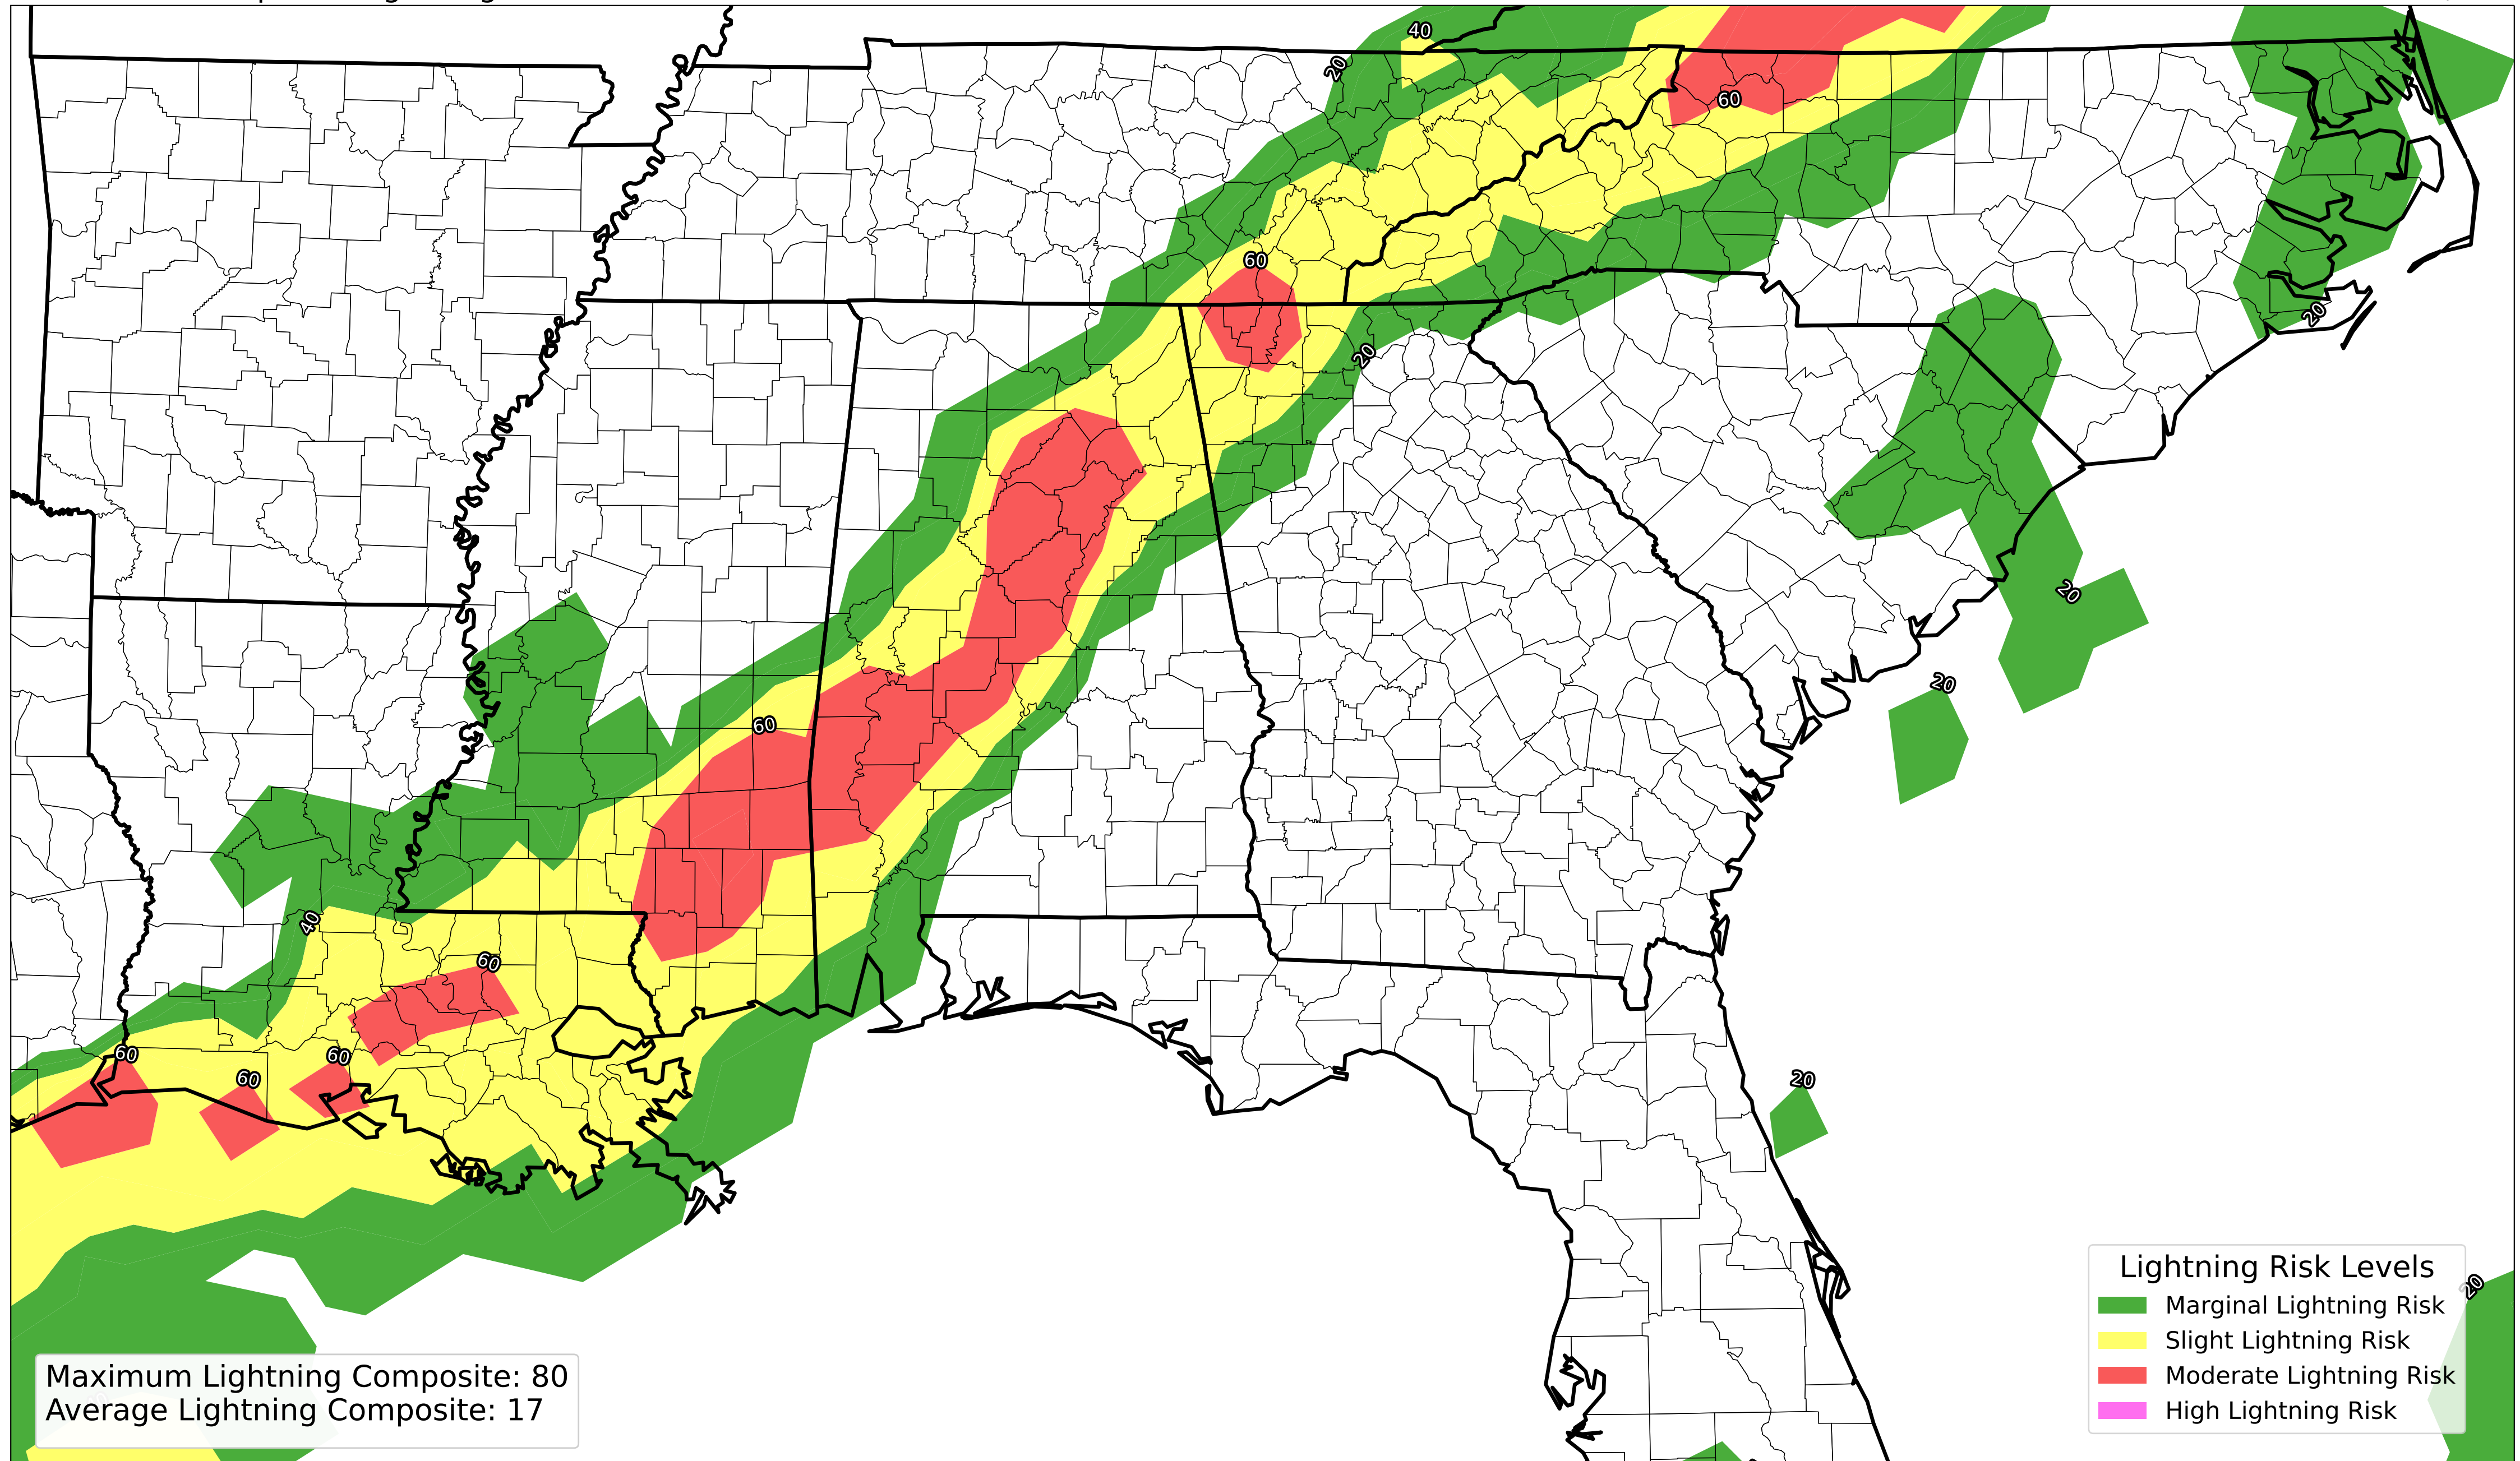 40
20
60
60
20
20
20
20
60
40
60
60
60
60
20
20
Lightning Risk Levels
Marginal Lightning Risk
Slight Lightning Risk
Moderate Lightning Risk
High Lightning Risk
Maximum Lightning Composite: 80
Average Lightning Composite: 17